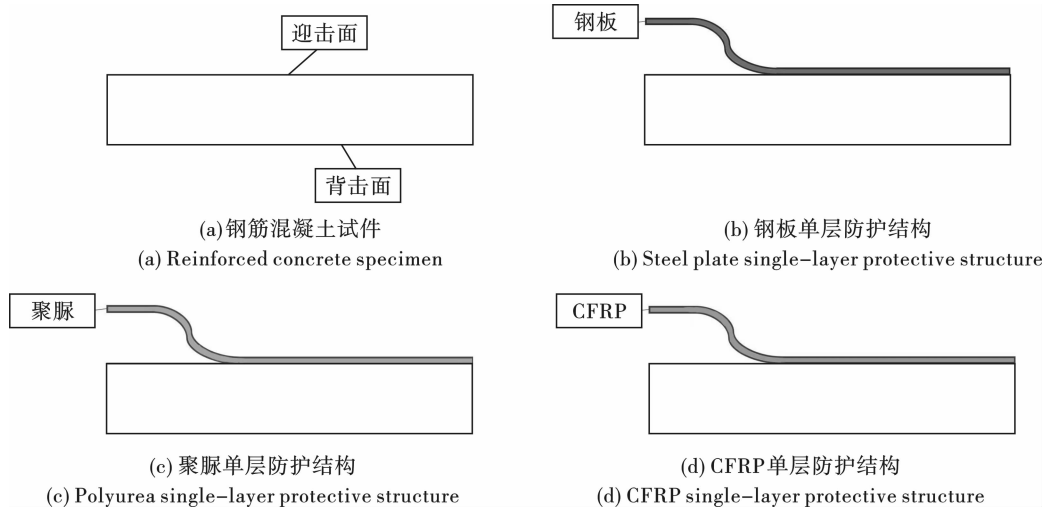 迎击面
背击面
(a)钢筋混凝土试件
(a) Reinforced concrete specimen
钢板
(b) 钢板单层防护结构
(b) Steel plate single-layer protective structure
聚脲
(c) 聚脲单层防护结构
(c) Polyurea single-layer protective structure
CFRP
(d) CFRP单层防护结构
(d) CFRP single-layer protective structure